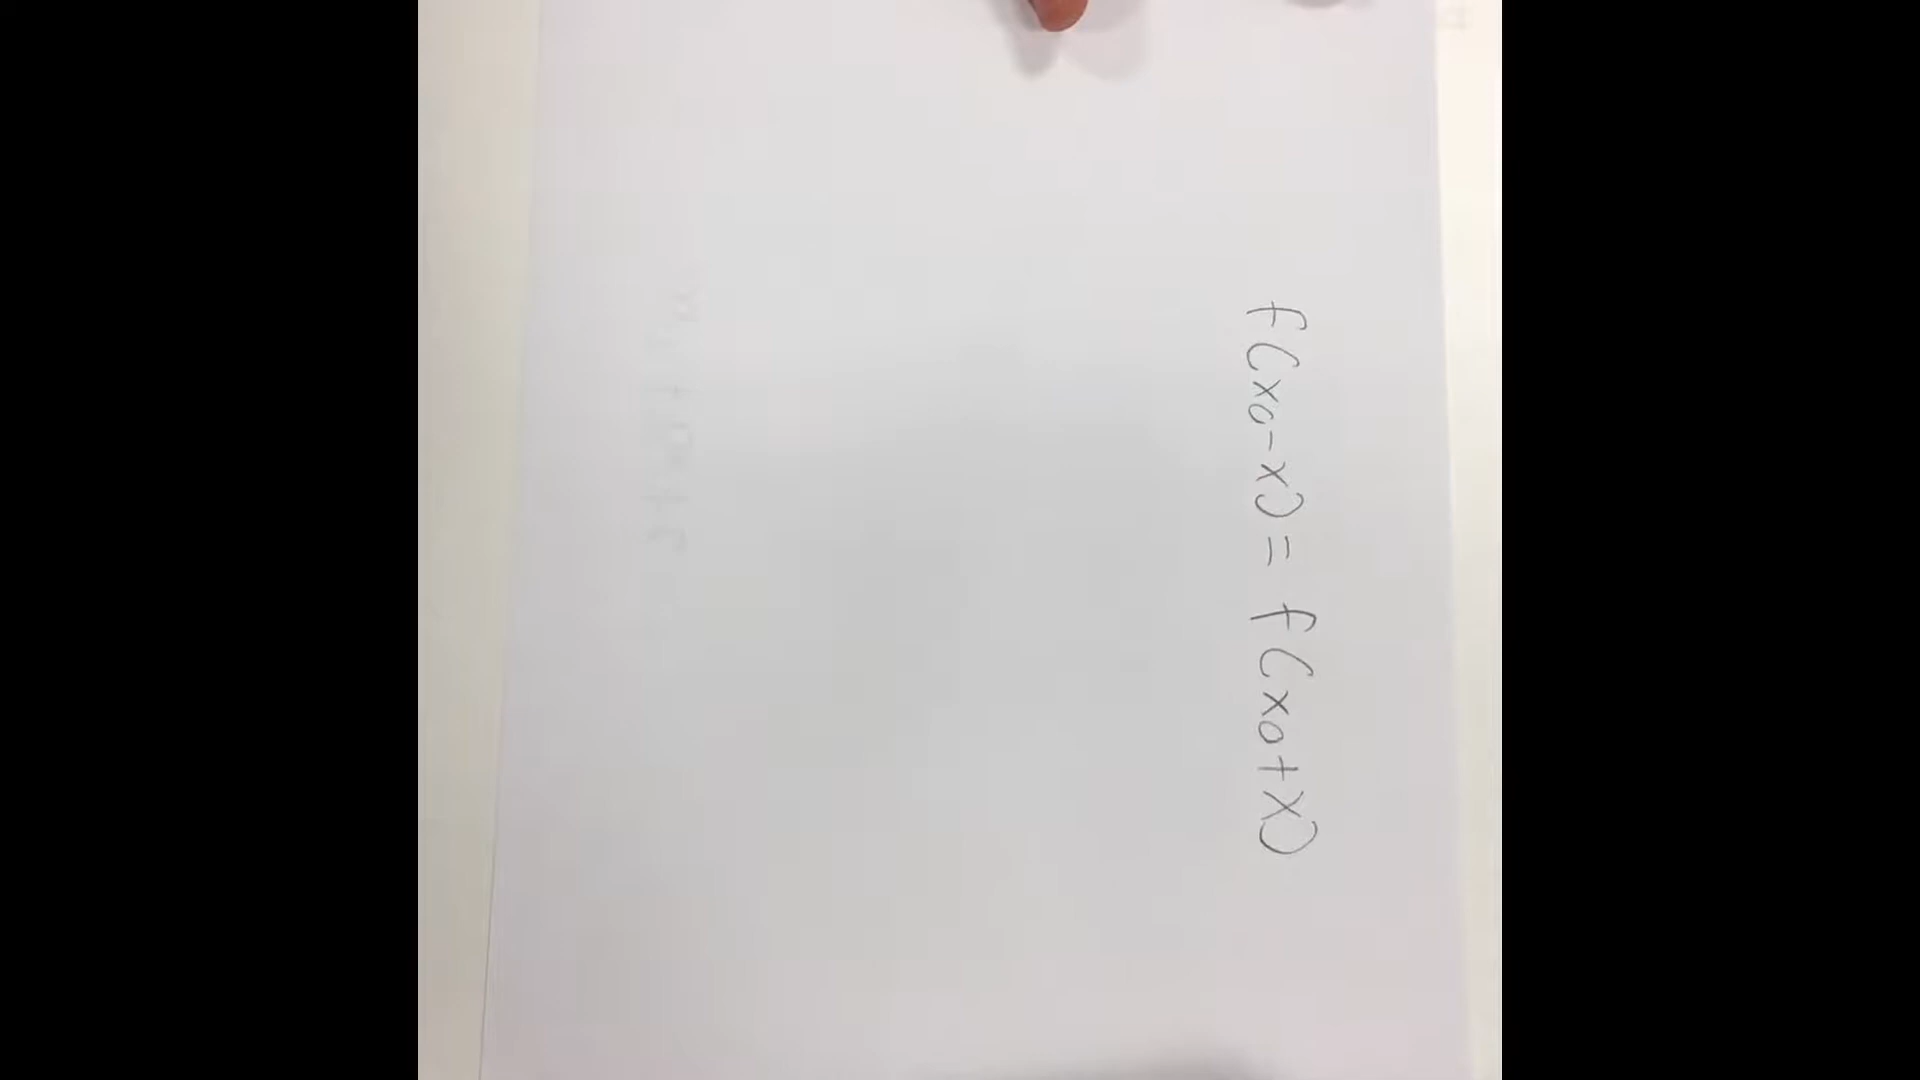 f(x0-x) = f(x0+x)